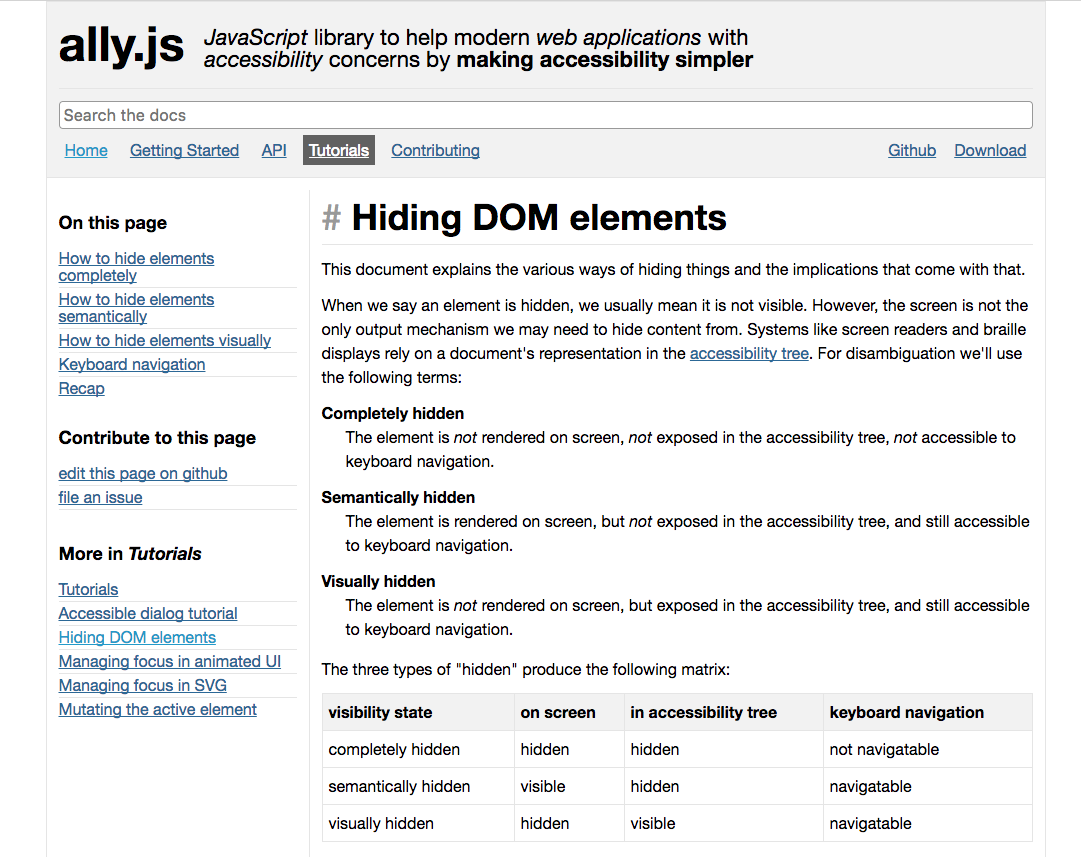 ally.js
JavaScript library to help modern web applications with
accessibility concerns by making accessibility simpler
Search the docs
Home Getting Started API Tutorials Contributing Github Download
On this page
How to hide elements
completely
How to hide elements
semantically
How to hide elements visually
Keyboard navigation
Recap
Contribute to this page
edit this page on github
file an issue
More in Tutorials
Tutorials
Accessible dialog tutorial
Hiding DOM elements
Managing focus in animated UI
Managing focus in SVG
Mutating the active element
# Hiding DOM elements
This document explains the various ways of hiding things and the implications that come with that.
When we say an element is hidden, we usually mean it is not visible. However, the screen is not the
only output mechanism we may need to hide content from. Systems like screen readers and braille
displays rely on a document's representation in the accessibility tree. For disambiguation we'll use
the following terms:
Completely hidden
The element is not rendered on screen, not exposed in the accessibility tree, not accessible to
keyboard navigation.
Semantically hidden
The element is rendered on screen, but not exposed in the accessibility tree, and still accessible
to keyboard navigation.
Visually hidden
The element is not rendered on screen, but exposed in the accessibility tree, and still accessible
to keyboard navigation.
The three types of "hidden" produce the following matrix:
visibility state on screen in accessibility tree keyboard navigation
completely hidden hidden hidden not navigatable
semantically hidden visible hidden navigatable
visually hidden hidden visible navigatable